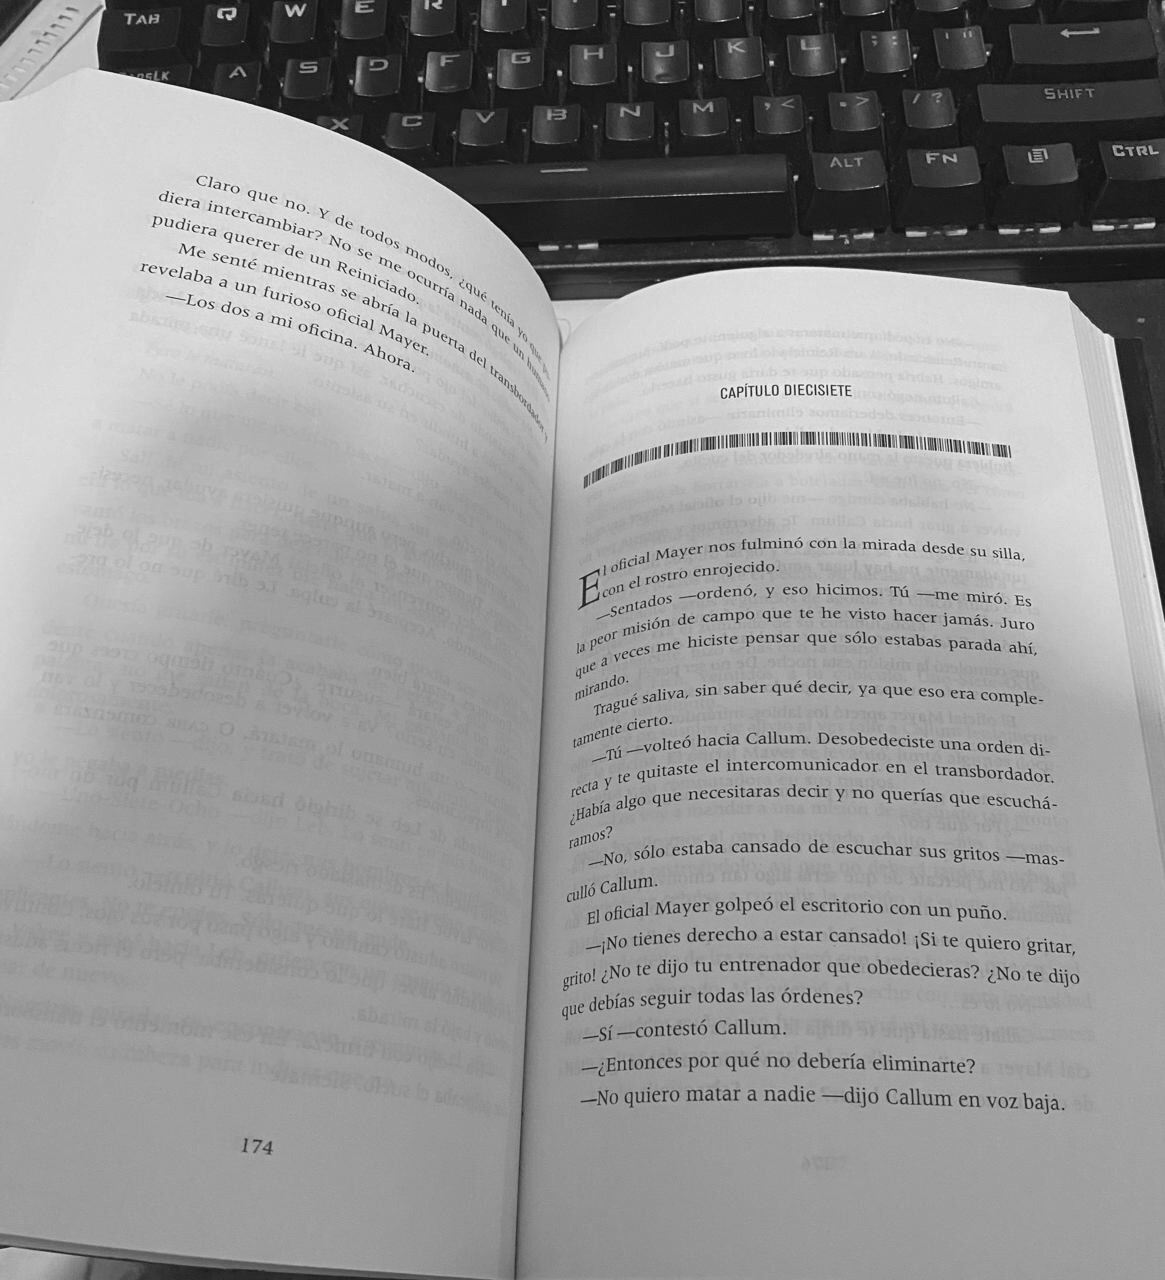 TAB Q W E R
A S D F G H J K L ; : ' "
X C V B N M , < . > / ? SHIFT
ALT FN CTRL
Claro que no. Y de todos modos, ¿qué tenía yo que pu-
diera intercambiar? No se me ocurría nada que un humano
pudiera querer de un Reiniciado.
Me senté mientras se abría la puerta del transbordador y
revelaba a un furioso oficial Mayer.
—Los dos a mi oficina. Ahora.
174
CAPÍTULO DIECISIETE
El oficial Mayer nos fulminó con la mirada desde su silla,
con el rostro enrojecido.
—Sentados —ordenó, y eso hicimos. Tú —me miró. Es
la peor misión de campo que te he visto hacer jamás. Juro
que a veces me hiciste pensar que sólo estabas parada ahí,
mirando.
Tragué saliva, sin saber qué decir, ya que eso era comple-
tamente cierto.
—Tú —volteó hacia Callum. Desobedeciste una orden di-
recta y te quitaste el intercomunicador en el transbordador.
¿Había algo que necesitaras decir y no querías que escuchá-
ramos?
—No, sólo estaba cansado de escuchar sus gritos —mas-
culló Callum.
El oficial Mayer golpeó el escritorio con un puño.
—¡No tienes derecho a estar cansado! ¡Si te quiero gritar,
grito! ¿No te dijo tu entrenador que obedecieras? ¿No te dijo
que debías seguir todas las órdenes?
—Sí —contestó Callum.
—¿Entonces por qué no debería eliminarte?
—No quiero matar a nadie —dijo Callum en voz baja.